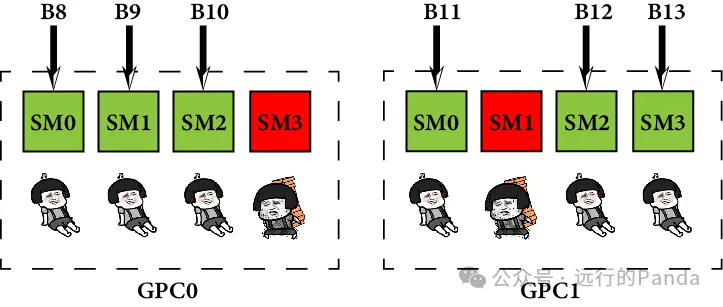 B8 B9 B10 B11 B12 B13
SM0 SM1 SM2 SM3 SM0 SM1 SM2 SM3
公众号 · 远行的Panda
GPC0 GPC1